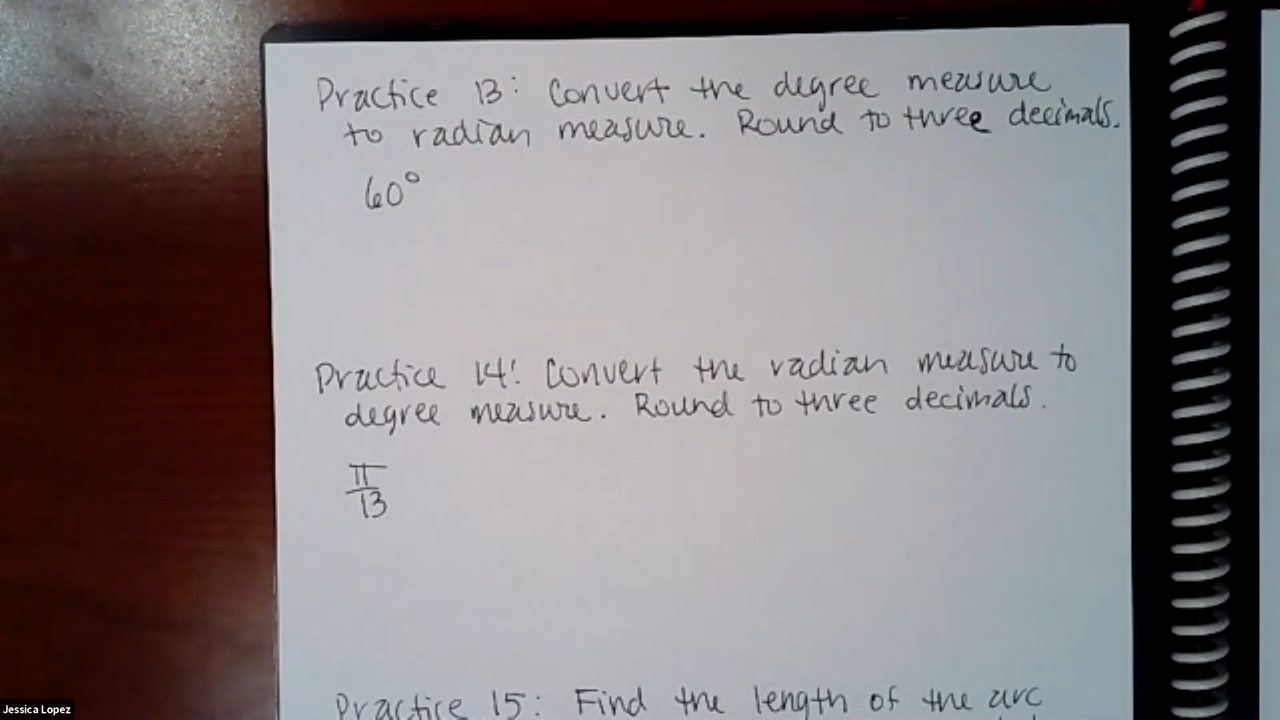 Practice 13: Convert the degree measure
to radian measure. Round to three decimals.
60°
Practice 14: Convert the radian measure to
degree measure. Round to three decimals.
π
13
Practice 15: Find the length of the arc
Jessica Lopez